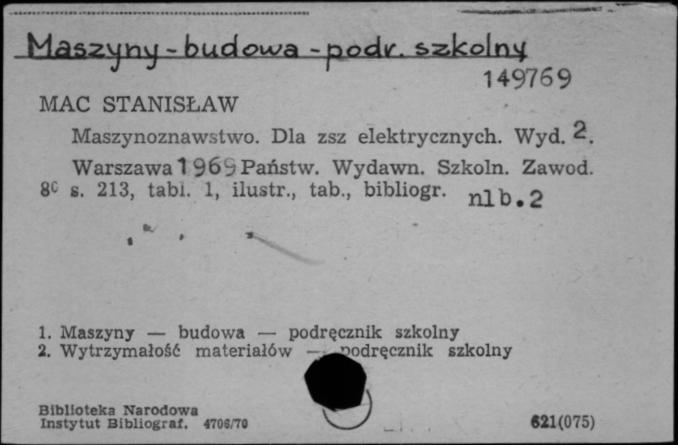 Maszyny-budowa-podr. szkolny
149769
MAC STANISŁAW
Maszynoznawstwo. Dla zsz elektrycznych. Wyd. 2.
Warszawa 1969 Państw. Wydawn. Szkoln. Zawod.
8° s. 213, tabl. 1, ilustr., tab., bibliogr. nlb.2
1. Maszyny — budowa — podręcznik szkolny
2. Wytrzymałość materiałów — podręcznik szkolny
Biblioteka Narodowa
Instytut Bibliograf. 4706/70 621(075)